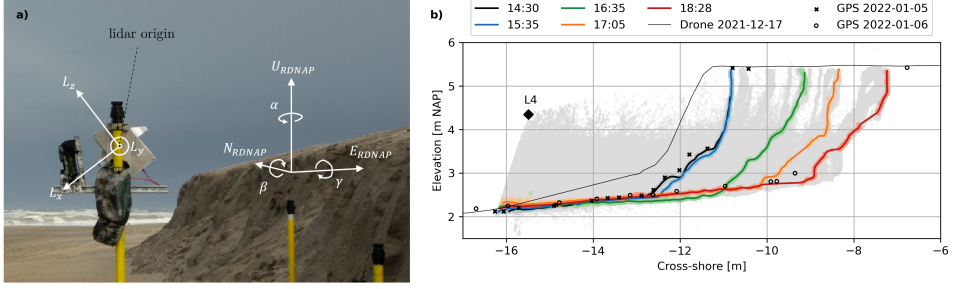 a)
lidar origin
L_z
L_y
L_x
U_RDNAP
α
N_RDNAP
E_RDNAP
β
γ
b)
14:30
16:35
18:28
GPS 2022-01-05
15:35
17:05
Drone 2021-12-17
GPS 2022-01-06
6
5
4
3
2
Elevation [m NAP]
L4
−16
−14
−12
−10
−8
−6
Cross-shore [m]